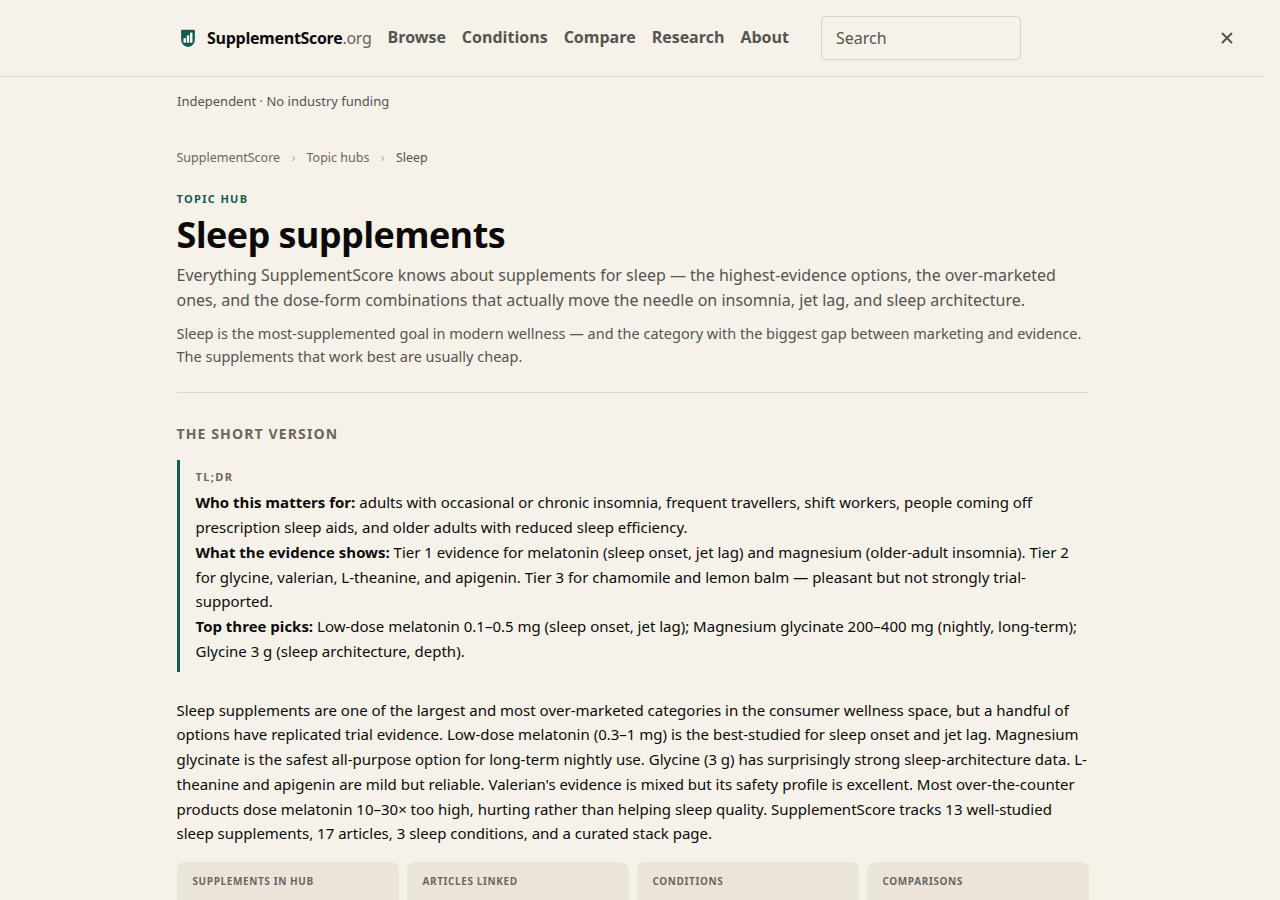 SupplementScore.org Browse Conditions Compare Research About Search ✕
Independent · No industry funding
SupplementScore › Topic hubs › Sleep
TOPIC HUB
Sleep supplements
Everything SupplementScore knows about supplements for sleep — the highest-evidence options, the over-marketed
ones, and the dose-form combinations that actually move the needle on insomnia, jet lag, and sleep architecture.
Sleep is the most-supplemented goal in modern wellness — and the category with the biggest gap between marketing and evidence.
The supplements that work best are usually cheap.
THE SHORT VERSION
TL;DR
Who this matters for: adults with occasional or chronic insomnia, frequent travellers, shift workers, people coming off
prescription sleep aids, and older adults with reduced sleep efficiency.
What the evidence shows: Tier 1 evidence for melatonin (sleep onset, jet lag) and magnesium (older-adult insomnia). Tier 2
for glycine, valerian, L-theanine, and apigenin. Tier 3 for chamomile and lemon balm — pleasant but not strongly trial-
supported.
Top three picks: Low-dose melatonin 0.1–0.5 mg (sleep onset, jet lag); Magnesium glycinate 200–400 mg (nightly, long-term);
Glycine 3 g (sleep architecture, depth).
Sleep supplements are one of the largest and most over-marketed categories in the consumer wellness space, but a handful of
options have replicated trial evidence. Low-dose melatonin (0.3–1 mg) is the best-studied for sleep onset and jet lag. Magnesium
glycinate is the safest all-purpose option for long-term nightly use. Glycine (3 g) has surprisingly strong sleep-architecture data. L-
theanine and apigenin are mild but reliable. Valerian's evidence is mixed but its safety profile is excellent. Most over-the-counter
products dose melatonin 10–30× too high, hurting rather than helping sleep quality. SupplementScore tracks 13 well-studied
sleep supplements, 17 articles, 3 sleep conditions, and a curated stack page.
SUPPLEMENTS IN HUB ARTICLES LINKED CONDITIONS COMPARISONS